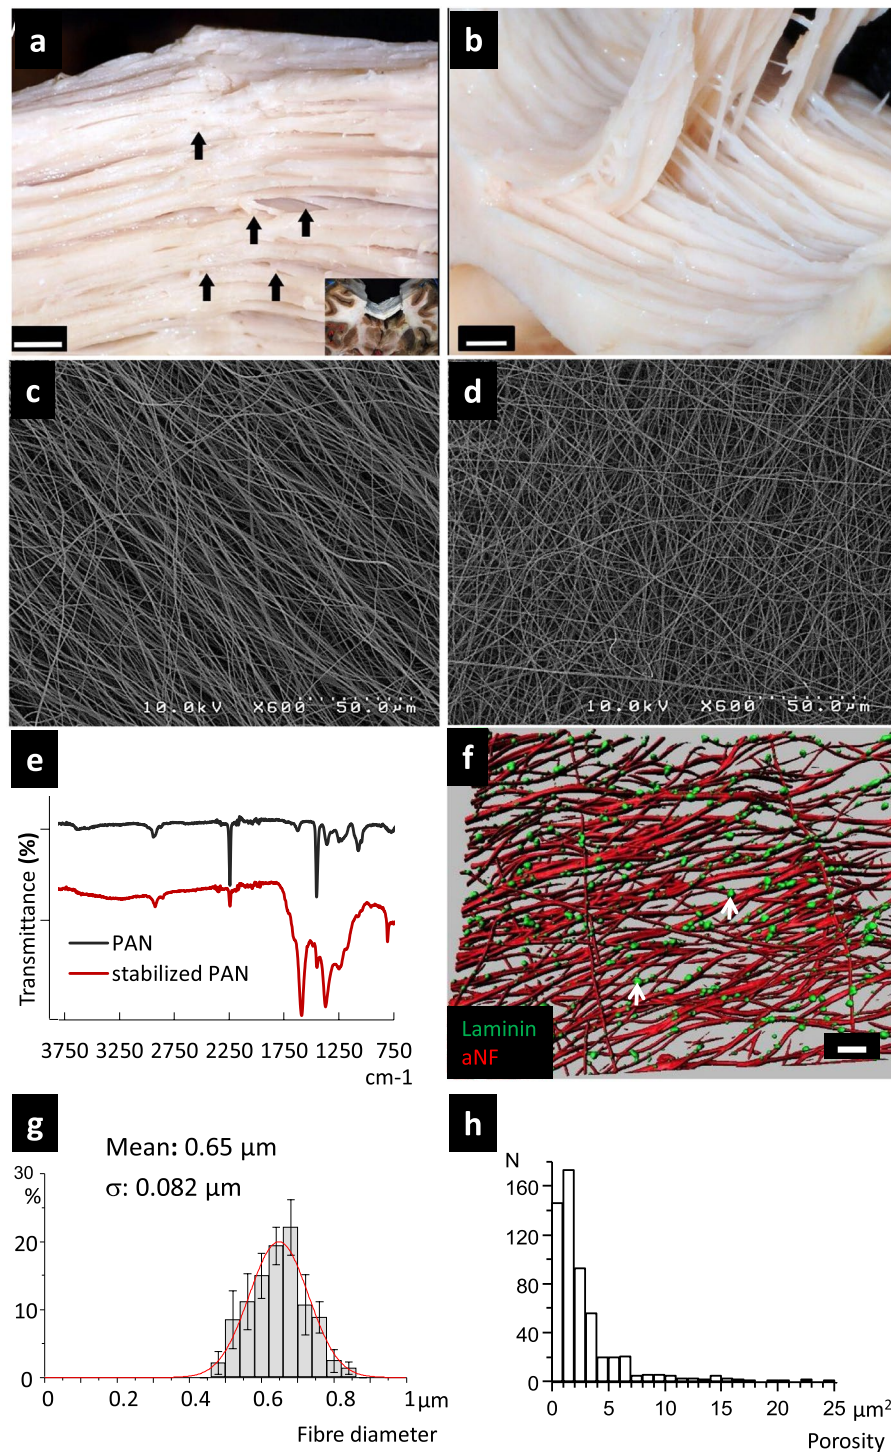 a
b
c
d
10.0kV X600 50.0µm
10.0kV X600 50.0µm
e
Transmittance (%)
PAN
stabilized PAN
3750 3250 2750 2250 1750 1250 750
cm-1
f
Laminin
aNF
g
Mean: 0.65 µm
σ: 0.082 µm
30
%
20
10
0
0 0.2 0.4 0.6 0.8 1 µm
Fibre diameter
h
N
160
120
80
40
0
0 5 10 15 20 25 µm²
Porosity